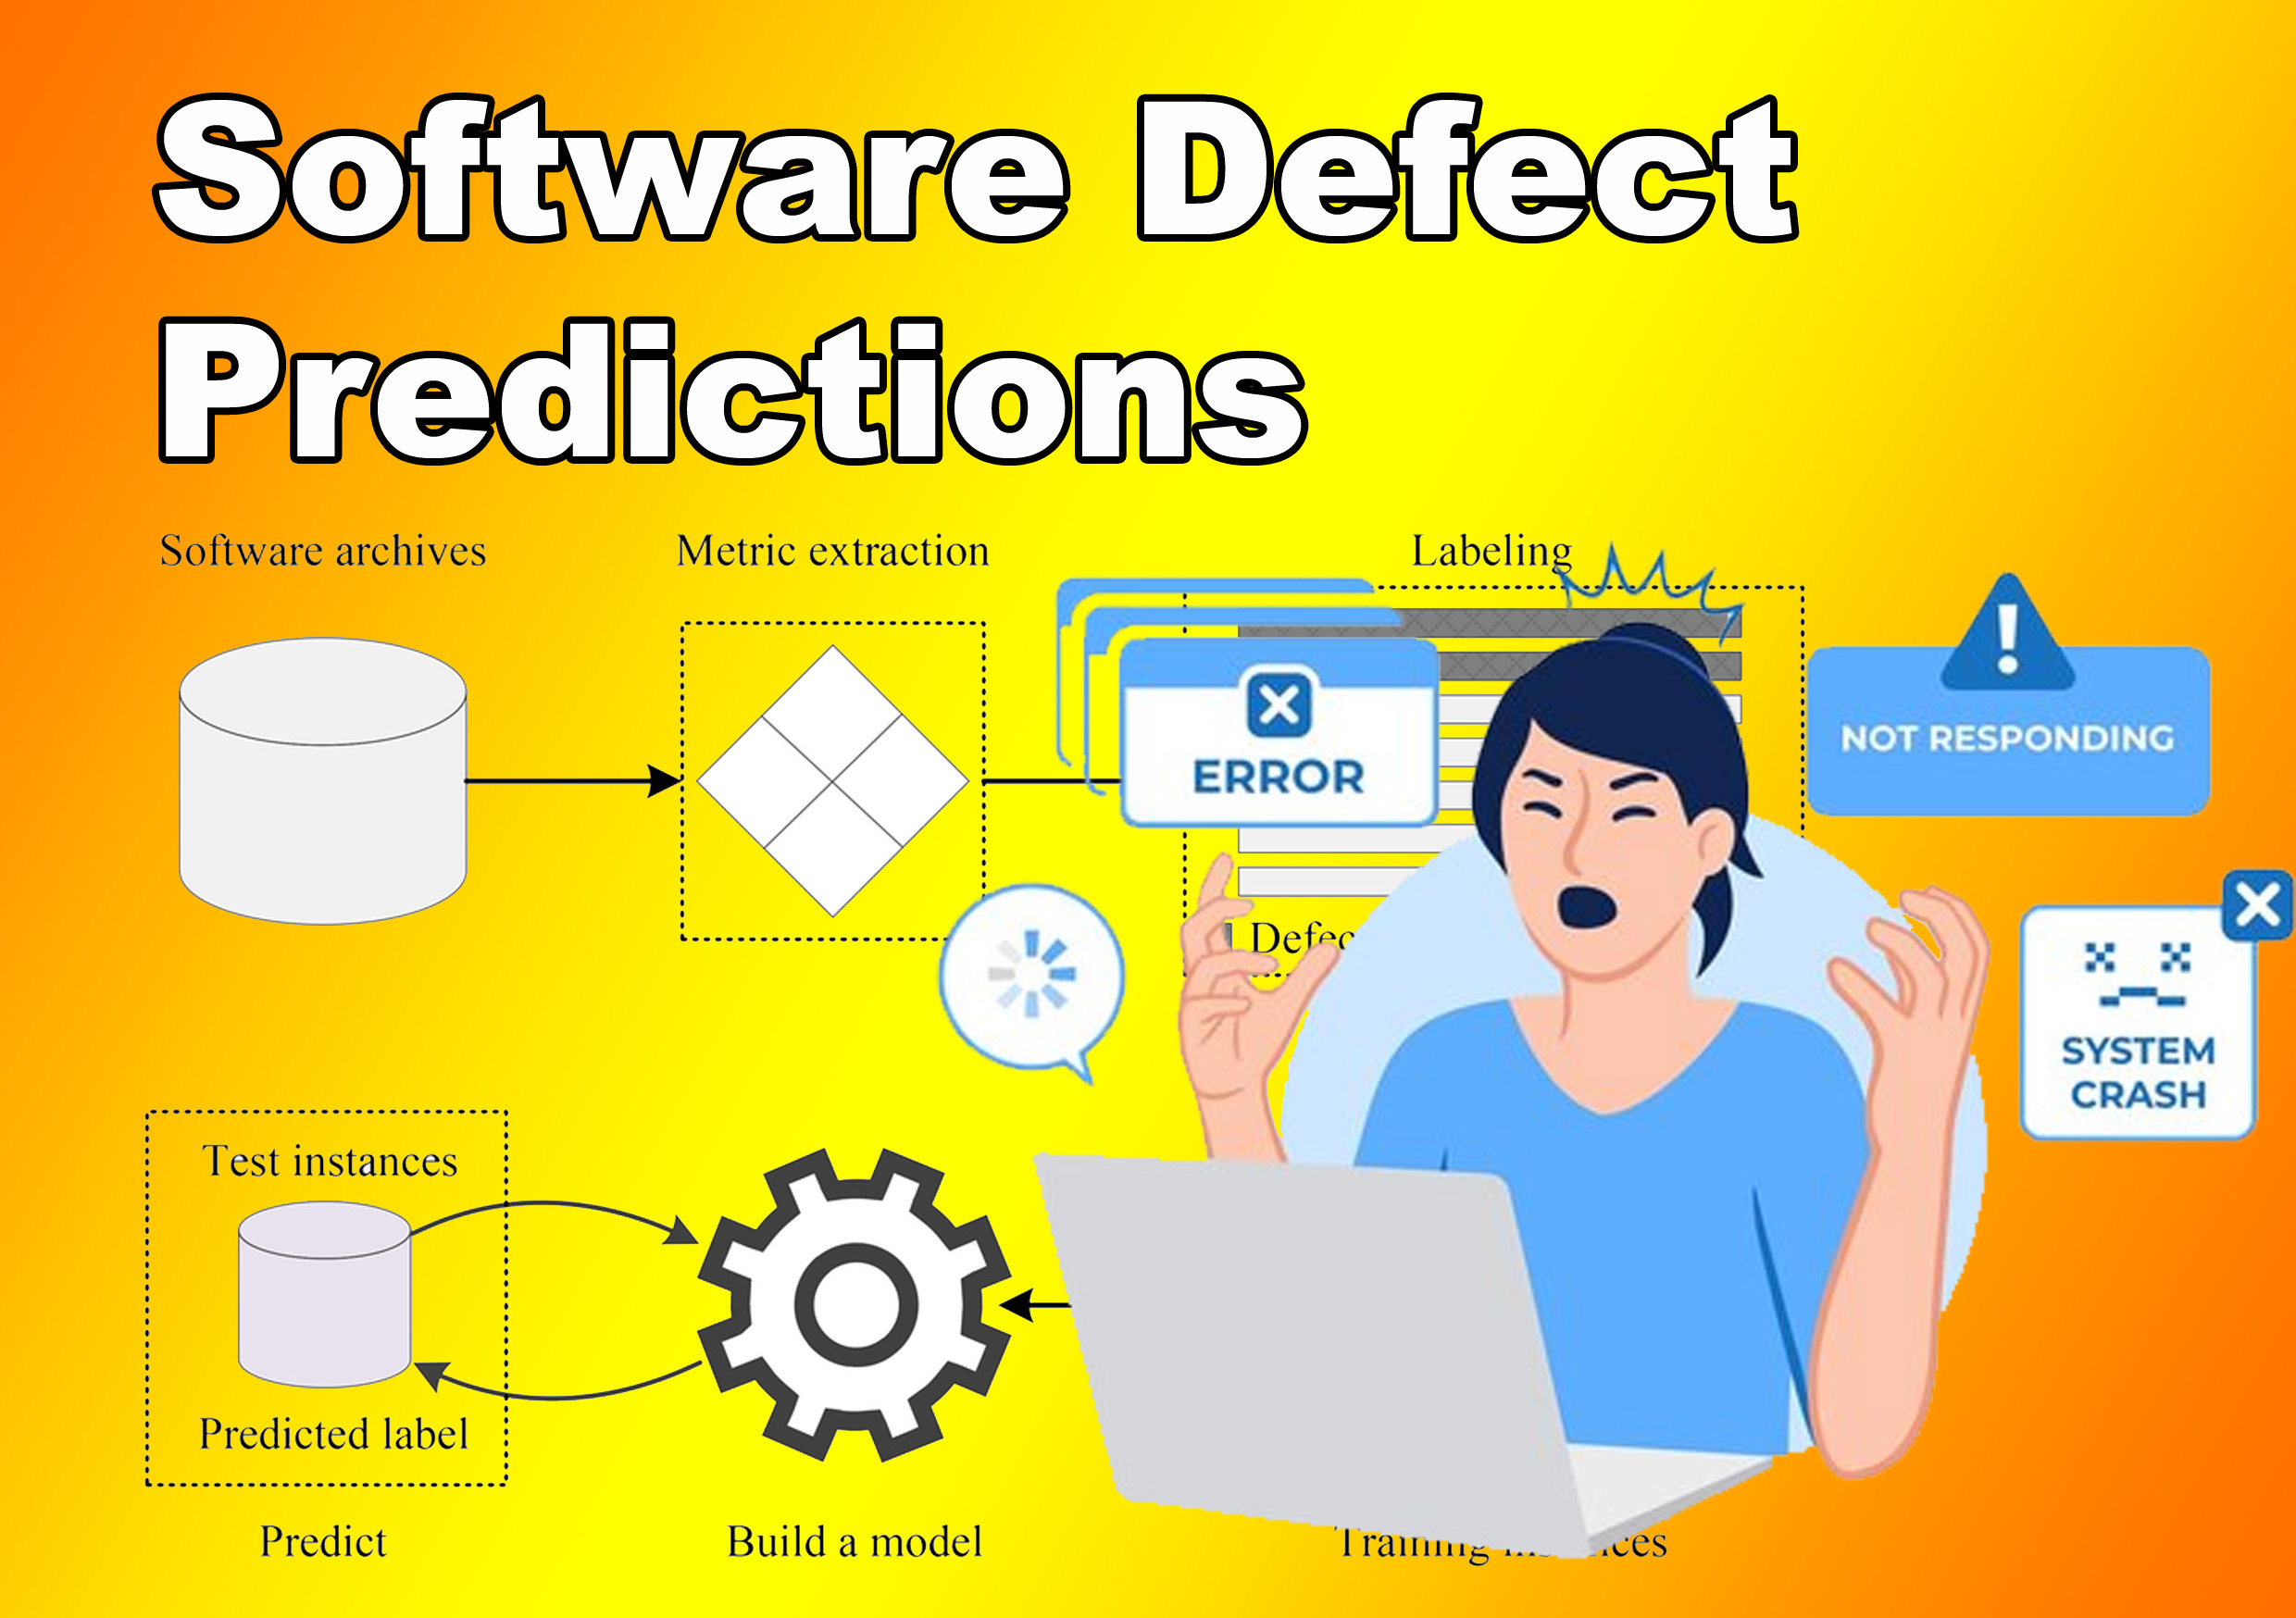 Software Defect
Predictions
Software archives
Metric extraction
Labeling
ERROR
NOT RESPONDING
SYSTEM
CRASH
Test instances
Predicted label
Predict
Build a model
Training